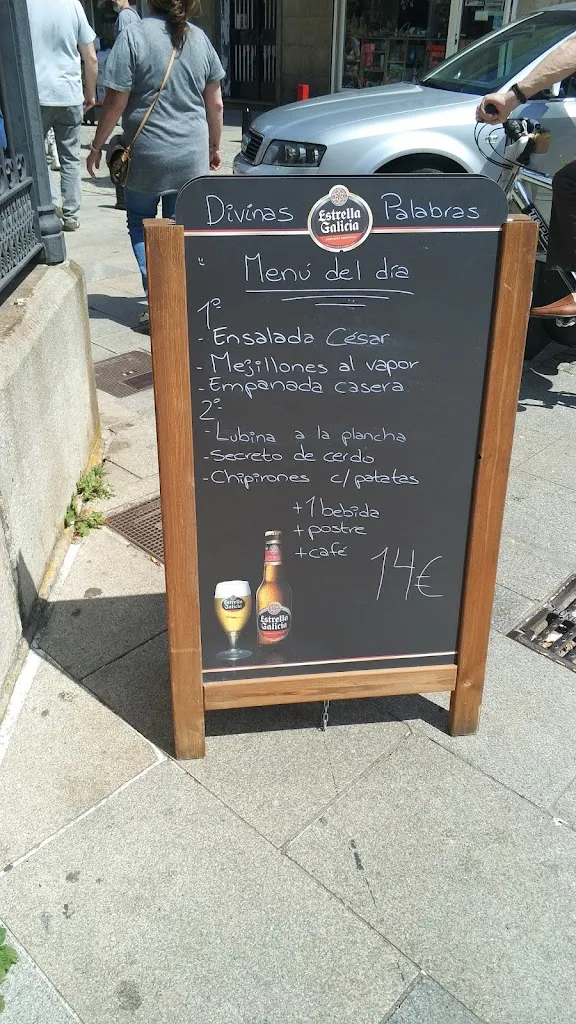 Divinas Palabras
Estrella
Galicia
Menú del día
1º
- Ensalada César
- Mejillones al vapor
- Empanada casera
2º
- Lubina a la plancha
- Secreto de cerdo
- Chipirones c/patatas
+1 bebida
+postre
+café
14€
Estrella
Galicia
Estrella
Galicia